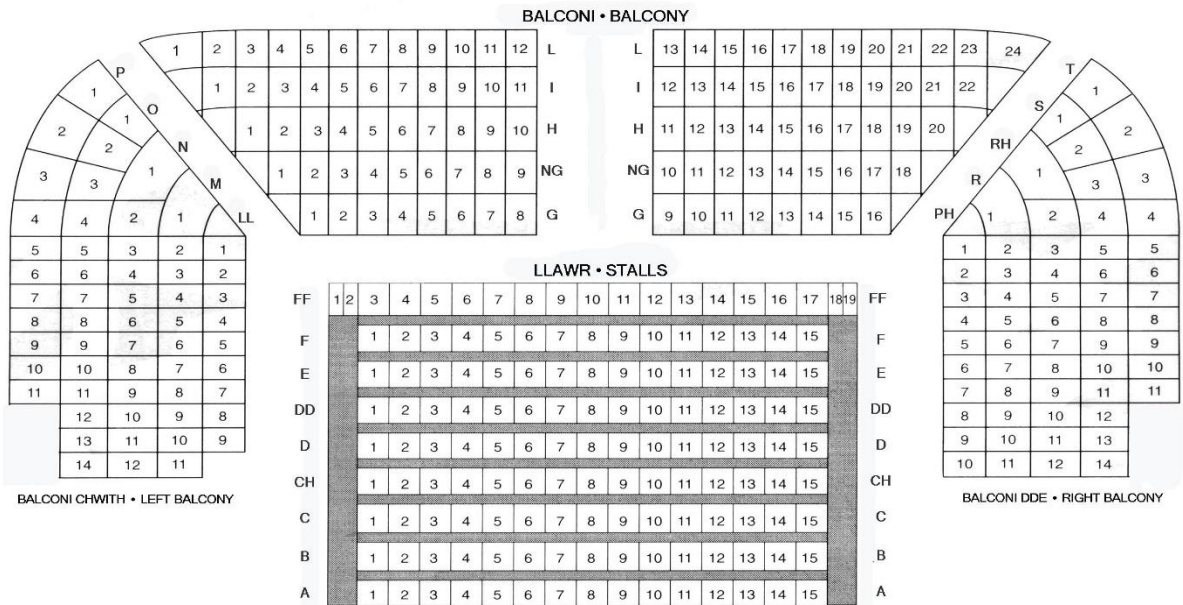 BALCONI • BALCONY
1 2 3 4 5 6 7 8 9 10 11 12 L
1 2 3 4 5 6 7 8 9 10 11 I
1 2 3 4 5 6 7 8 9 10 H
1 2 3 4 5 6 7 8 9 NG
1 2 3 4 5 6 7 8 G
L 13 14 15 16 17 18 19 20 21 22 23 24
I 12 13 14 15 16 17 18 19 20 21 22
H 11 12 13 14 15 16 17 18 19 20
NG 10 11 12 13 14 15 16 17 18
G 9 10 11 12 13 14 15 16
P
1
O
1
2
2
N
1
3 3
M
4 4 2 1 LL
5 5 3 2 1
6 6 4 3 2
7 7 5 4 3
8 8 6 5 4
9 9 7 6 5
10 10 8 7 6
11 11 9 8 7
12 10 9 8
13 11 10 9
14 12 11
BALCONI CHWITH • LEFT BALCONY
T
1
S
1 2
RH
2
R 1 3 3
PH 1 2 4 4
1 2 3 5 5
2 3 4 6 6
3 4 5 7 7
4 5 6 8 8
5 6 7 9 9
6 7 8 10 10
7 8 9 11 11
8 9 10 12
9 10 11 13
10 11 12 14
BALCONI DDE • RIGHT BALCONY
LLAWR • STALLS
FF 1 2 3 4 5 6 7 8 9 10 11 12 13 14 15 16 17 18 19 FF
F 1 2 3 4 5 6 7 8 9 10 11 12 13 14 15 F
E 1 2 3 4 5 6 7 8 9 10 11 12 13 14 15 E
DD 1 2 3 4 5 6 7 8 9 10 11 12 13 14 15 DD
D 1 2 3 4 5 6 7 8 9 10 11 12 13 14 15 D
CH 1 2 3 4 5 6 7 8 9 10 11 12 13 14 15 CH
C 1 2 3 4 5 6 7 8 9 10 11 12 13 14 15 C
B 1 2 3 4 5 6 7 8 9 10 11 12 13 14 15 B
A 1 2 3 4 5 6 7 8 9 10 11 12 13 14 15 A